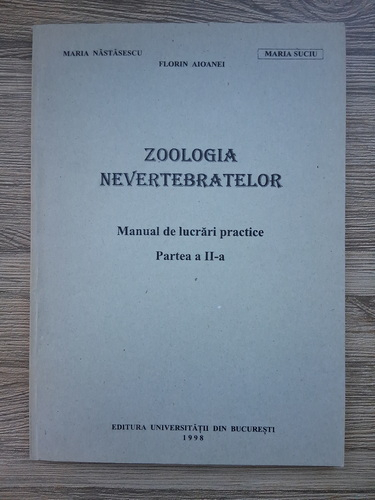 MARIA NĂSTĂSESCU MARIA SUCIU
FLORIN AIOANEI
ZOOLOGIA
NEVERTEBRATELOR
Manual de lucrări practice
Partea a II-a
EDITURA UNIVERSITĂȚII DIN BUCUREȘTI
1998